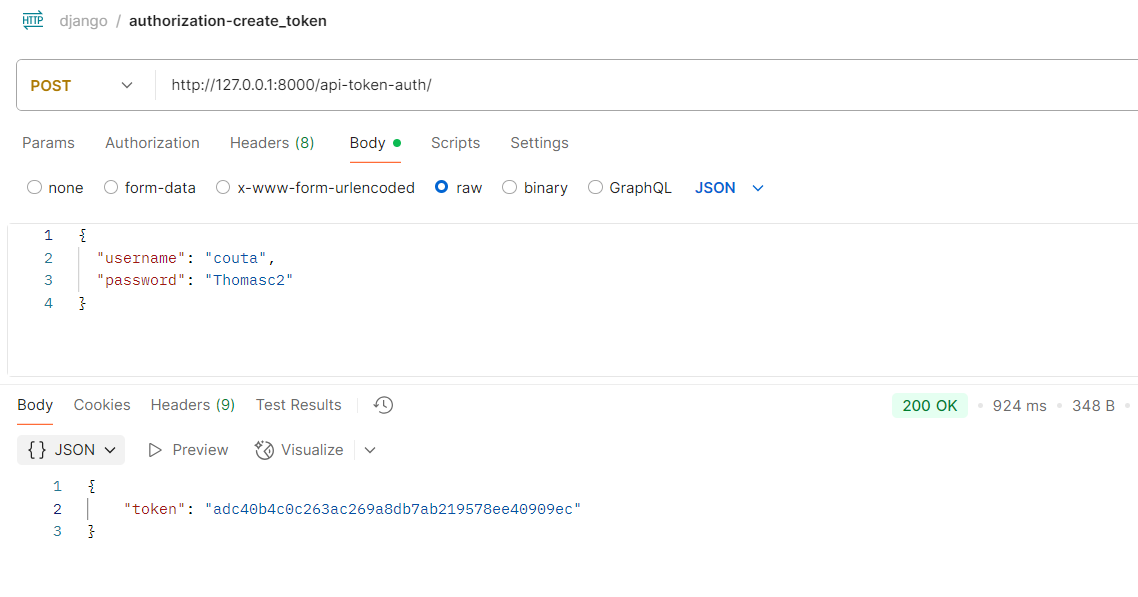 HTTP django / authorization-create_token
POST http://127.0.0.1:8000/api-token-auth/
Params Authorization Headers (8) Body Scripts Settings
none form-data x-www-form-urlencoded raw binary GraphQL JSON
1 {
2 "username": "couta",
3 "password": "Thomasc2"
4 }
Body Cookies Headers (9) Test Results 200 OK • 924 ms • 348 B •
{} JSON Preview Visualize
1 {
2 "token": "adc40b4c0c263ac269a8db7ab219578ee40909ec"
3 }